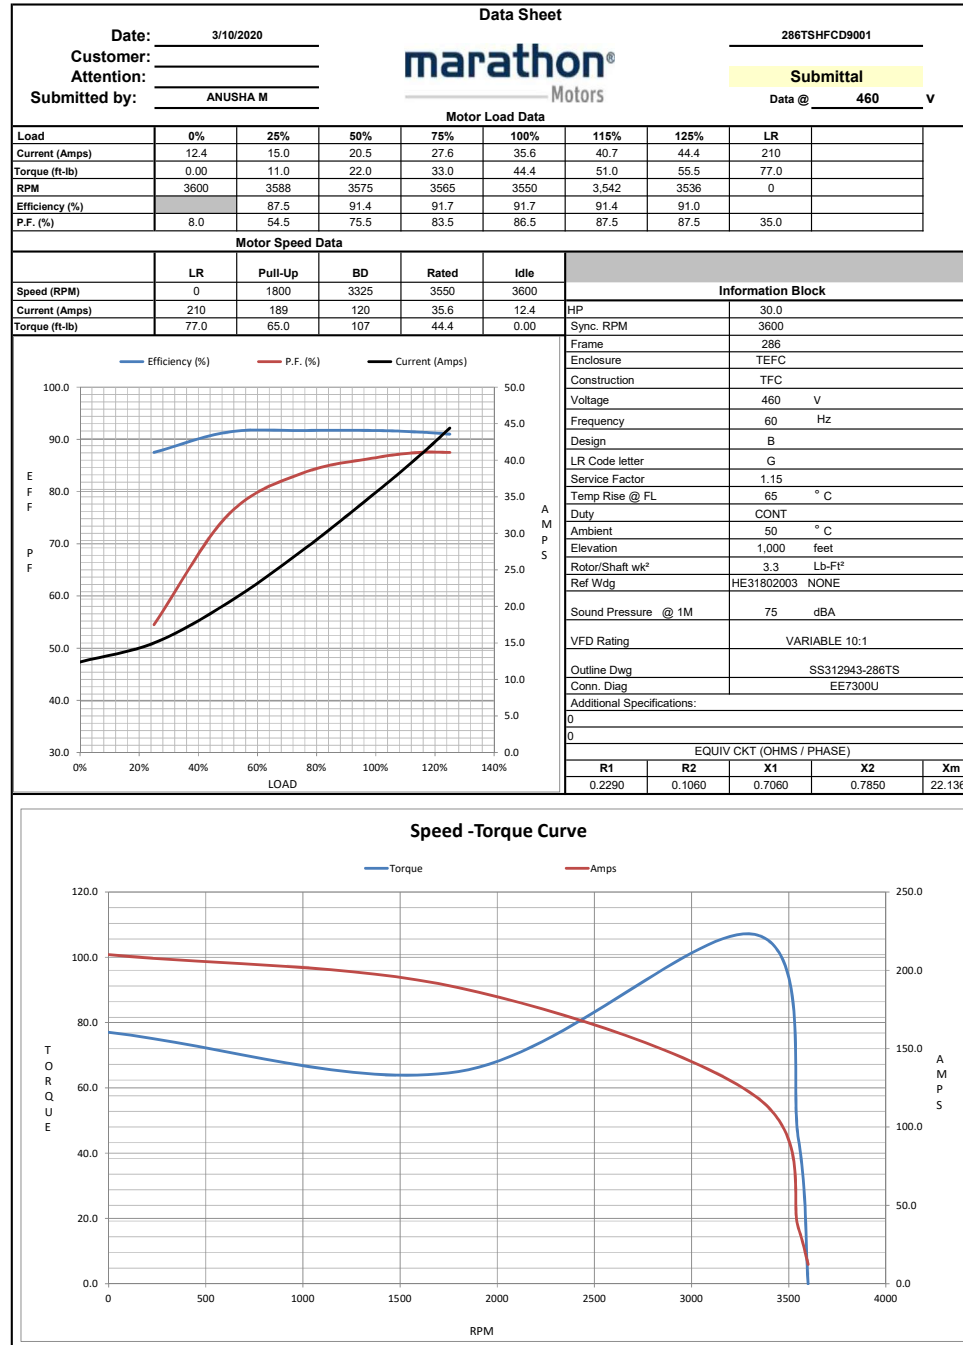 Data Sheet
Date: 3/10/2020 286TSHFCD9001
Customer:
Attention: Submittal
Submitted by: ANUSHA M Data @ 460 V
marathon®
Motors
Motor Load Data
Load 0% 25% 50% 75% 100% 115% 125% LR
Current (Amps) 12.4 15.0 20.5 27.6 35.6 40.7 44.4 210
Torque (ft-lb) 0.00 11.0 22.0 33.0 44.4 51.0 55.5 77.0
RPM 3600 3588 3575 3565 3550 3,542 3536 0
Efficiency (%) 87.5 91.4 91.7 91.7 91.4 91.0
P.F. (%) 8.0 54.5 75.5 83.5 86.5 87.5 87.5 35.0
Motor Speed Data
LR Pull-Up BD Rated Idle
Speed (RPM) 0 1800 3325 3550 3600
Current (Amps) 210 189 120 35.6 12.4
Torque (ft-lb) 77.0 65.0 107 44.4 0.00
Information Block
HP 30.0
Sync. RPM 3600
Frame 286
Enclosure TEFC
Construction TFC
Voltage 460 V
Frequency 60 Hz
Design B
LR Code letter G
Service Factor 1.15
Temp Rise @ FL 65 ° C
Duty CONT
Ambient 50 ° C
Elevation 1,000 feet
Rotor/Shaft wk² 3.3 Lb-Ft²
Ref Wdg HE31802003 NONE
Sound Pressure @ 1M 75 dBA
VFD Rating VARIABLE 10:1
Outline Dwg SS312943-286TS
Conn. Diag EE7300U
Additional Specifications:
0
0
EQUIV CKT (OHMS / PHASE)
R1 R2 X1 X2 Xm
0.2290 0.1060 0.7060 0.7850 22.136
Efficiency (%) P.F. (%) Current (Amps)
100.0 50.0
45.0
90.0
40.0
80.0
35.0
30.0
70.0
25.0
60.0
20.0
50.0
15.0
10.0
40.0
5.0
30.0 0.0
EFF PF
AMPS
0% 20% 40% 60% 80% 100% 120% 140%
LOAD
Speed -Torque Curve
Torque Amps
120.0 250.0
100.0
200.0
80.0
150.0
60.0
100.0
40.0
50.0
20.0
0.0 0.0
TORQUE
AMPS
0 500 1000 1500 2000 2500 3000 3500 4000
RPM